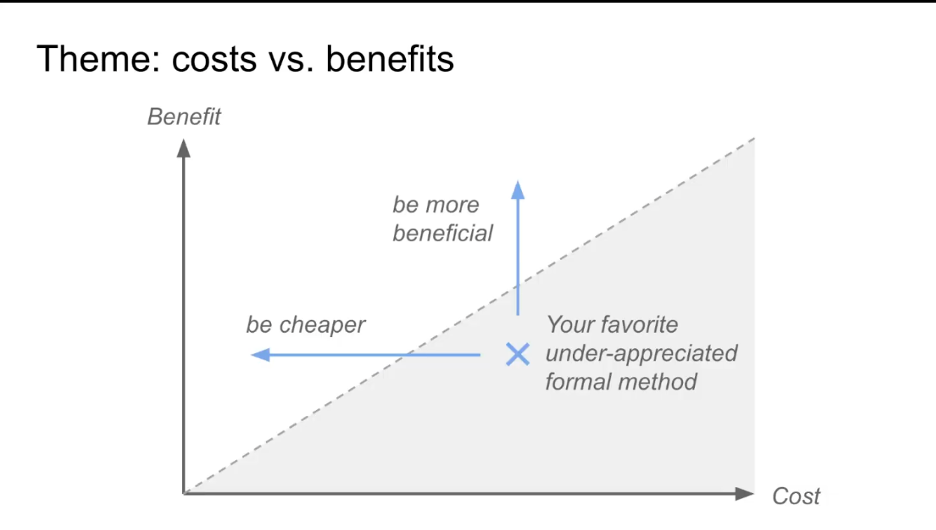 Theme: costs vs. benefits
Benefit
be more
beneficial
be cheaper
Your favorite
under-appreciated
formal method
Cost